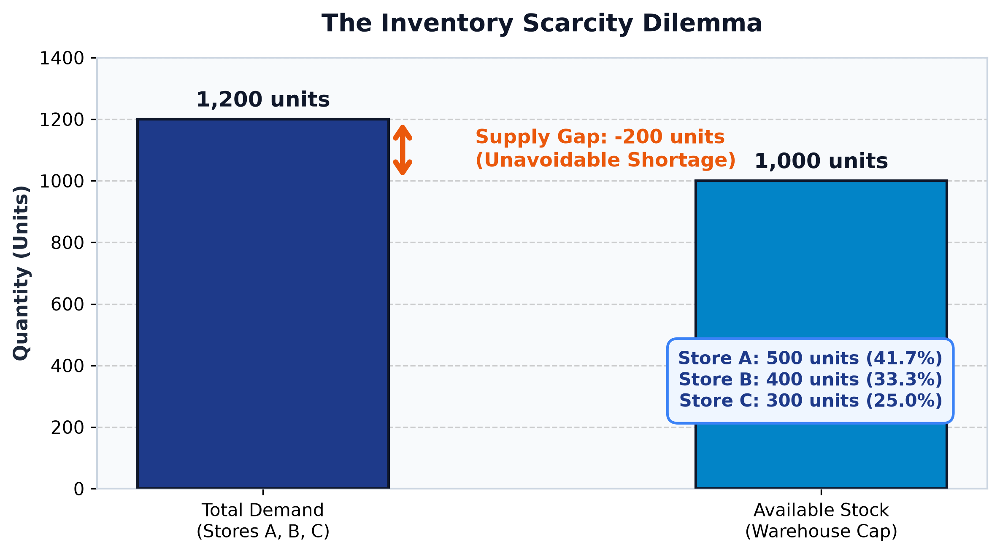 The Inventory Scarcity Dilemma
Quantity (Units)
1400
1200
1000
800
600
400
200
0
1,200 units
Supply Gap: -200 units
(Unavoidable Shortage)
1,000 units
Store A: 500 units (41.7%)
Store B: 400 units (33.3%)
Store C: 300 units (25.0%)
Total Demand
(Stores A, B, C)
Available Stock
(Warehouse Cap)